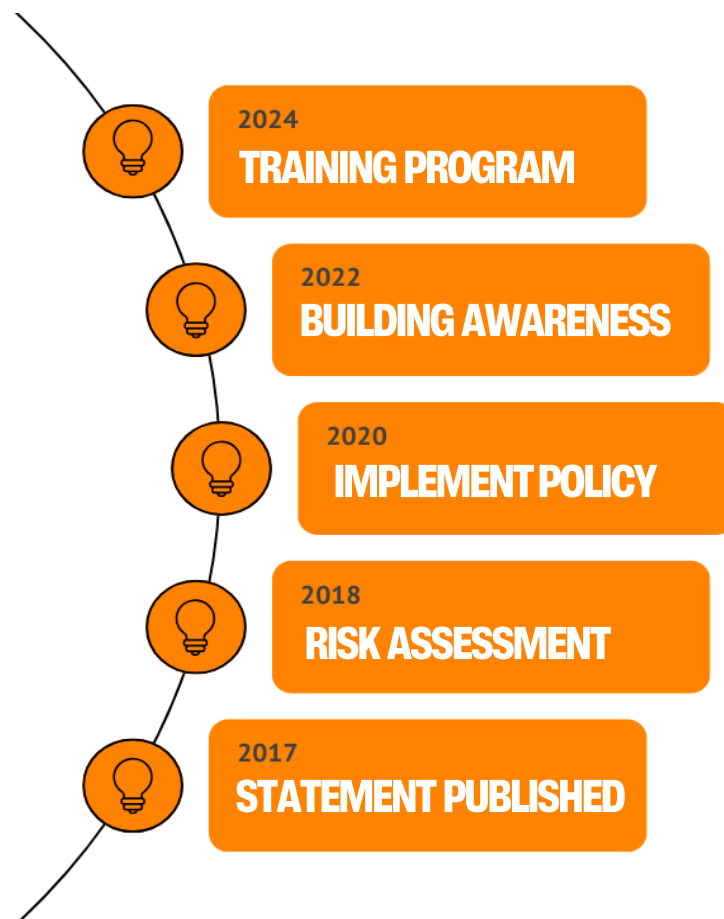 2024
TRAINING PROGRAM
2022
BUILDING AWARENESS
2020
IMPLEMENT POLICY
2018
RISK ASSESSMENT
2017
STATEMENT PUBLISHED